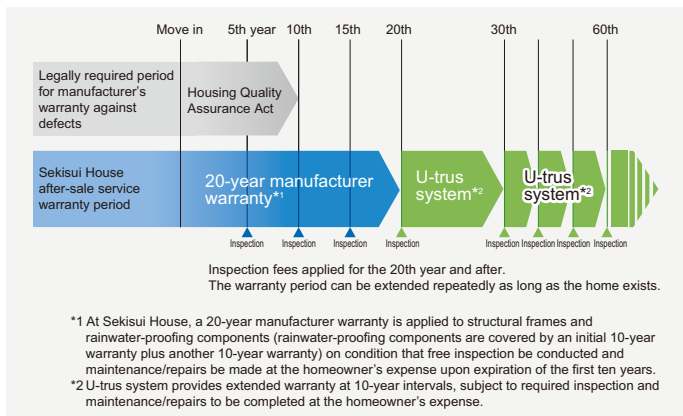 Move in 5th year 10th 15th 20th 30th 60th
Legally required period
for manufacturer's
warranty against
defects
Housing Quality
Assurance Act
Sekisui House
after-sale service
warranty period
20-year manufacturer
warranty*1
U-trus
system*2
U-trus
system*2
Inspection Inspection Inspection Inspection Inspection Inspection Inspection Inspection
Inspection fees applied for the 20th year and after.
The warranty period can be extended repeatedly as long as the home exists.
*1 At Sekisui House, a 20-year manufacturer warranty is applied to structural frames and
rainwater-proofing components (rainwater-proofing components are covered by an initial 10-year
warranty plus another 10-year warranty) on condition that free inspection be conducted and
maintenance/repairs be made at the homeowner's expense upon expiration of the first ten years.
*2 U-trus system provides extended warranty at 10-year intervals, subject to required inspection and
maintenance/repairs to be completed at the homeowner's expense.